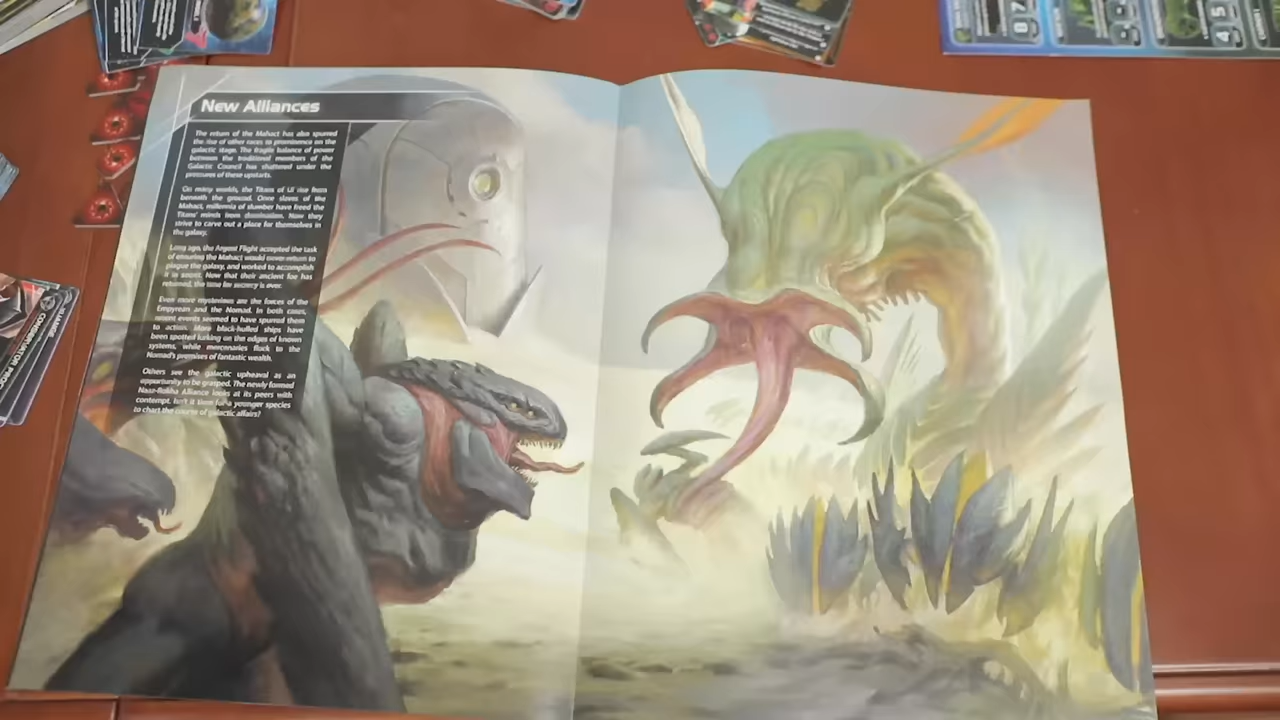 New Alliances
The return of the Mahact has also spurred
the rise of other races to prominence on the
galactic stage. The fragile balance of power
between the traditional members of the
Galactic Council has shattered under the
pressures of these upstarts.
On many worlds, the Titans of Ul rise from
beneath the ground. Once slaves of the
Mahact, millennia of slumber have freed the
Titans' minds from domination. Now they
strive to carve out a place for themselves in
the galaxy.
Long ago, the Argent Flight accepted the task
of ensuring the Mahact would never return to
plague the galaxy, and worked to accomplish
it in secret. Now that their ancient foe has
returned, the time for secrecy is over.
Even more mysterious are the forces of the
Empyrean and the Nomad. In both cases,
recent events seemed to have spurred them
to action. More black-hulled ships have
been spotted lurking on the edges of known
systems, while mercenaries flock to the
Nomad's promises of fantastic wealth.
Others see the galactic upheaval as an
opportunity to be grasped. The newly formed
Naaz-Rokha Alliance looks at its peers with
contempt. Isn't it time for a younger species
to chart the course of galactic affairs?
ALLIANCE